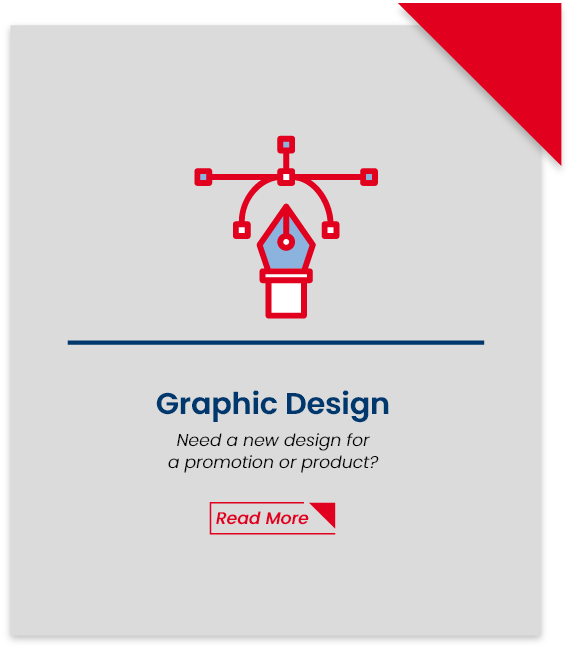 Graphic Design
Need a new design for
a promotion or product?
Read More